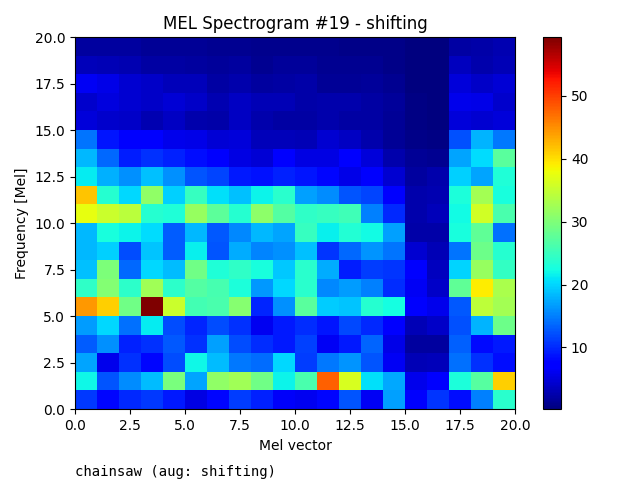 MEL Spectrogram #19 - shifting
20.0
17.5
15.0
12.5
10.0
7.5
5.0
2.5
0.0
Frequency [Mel]
0.0 2.5 5.0 7.5 10.0 12.5 15.0 17.5 20.0
Mel vector
50
40
30
20
10
chainsaw (aug: shifting)